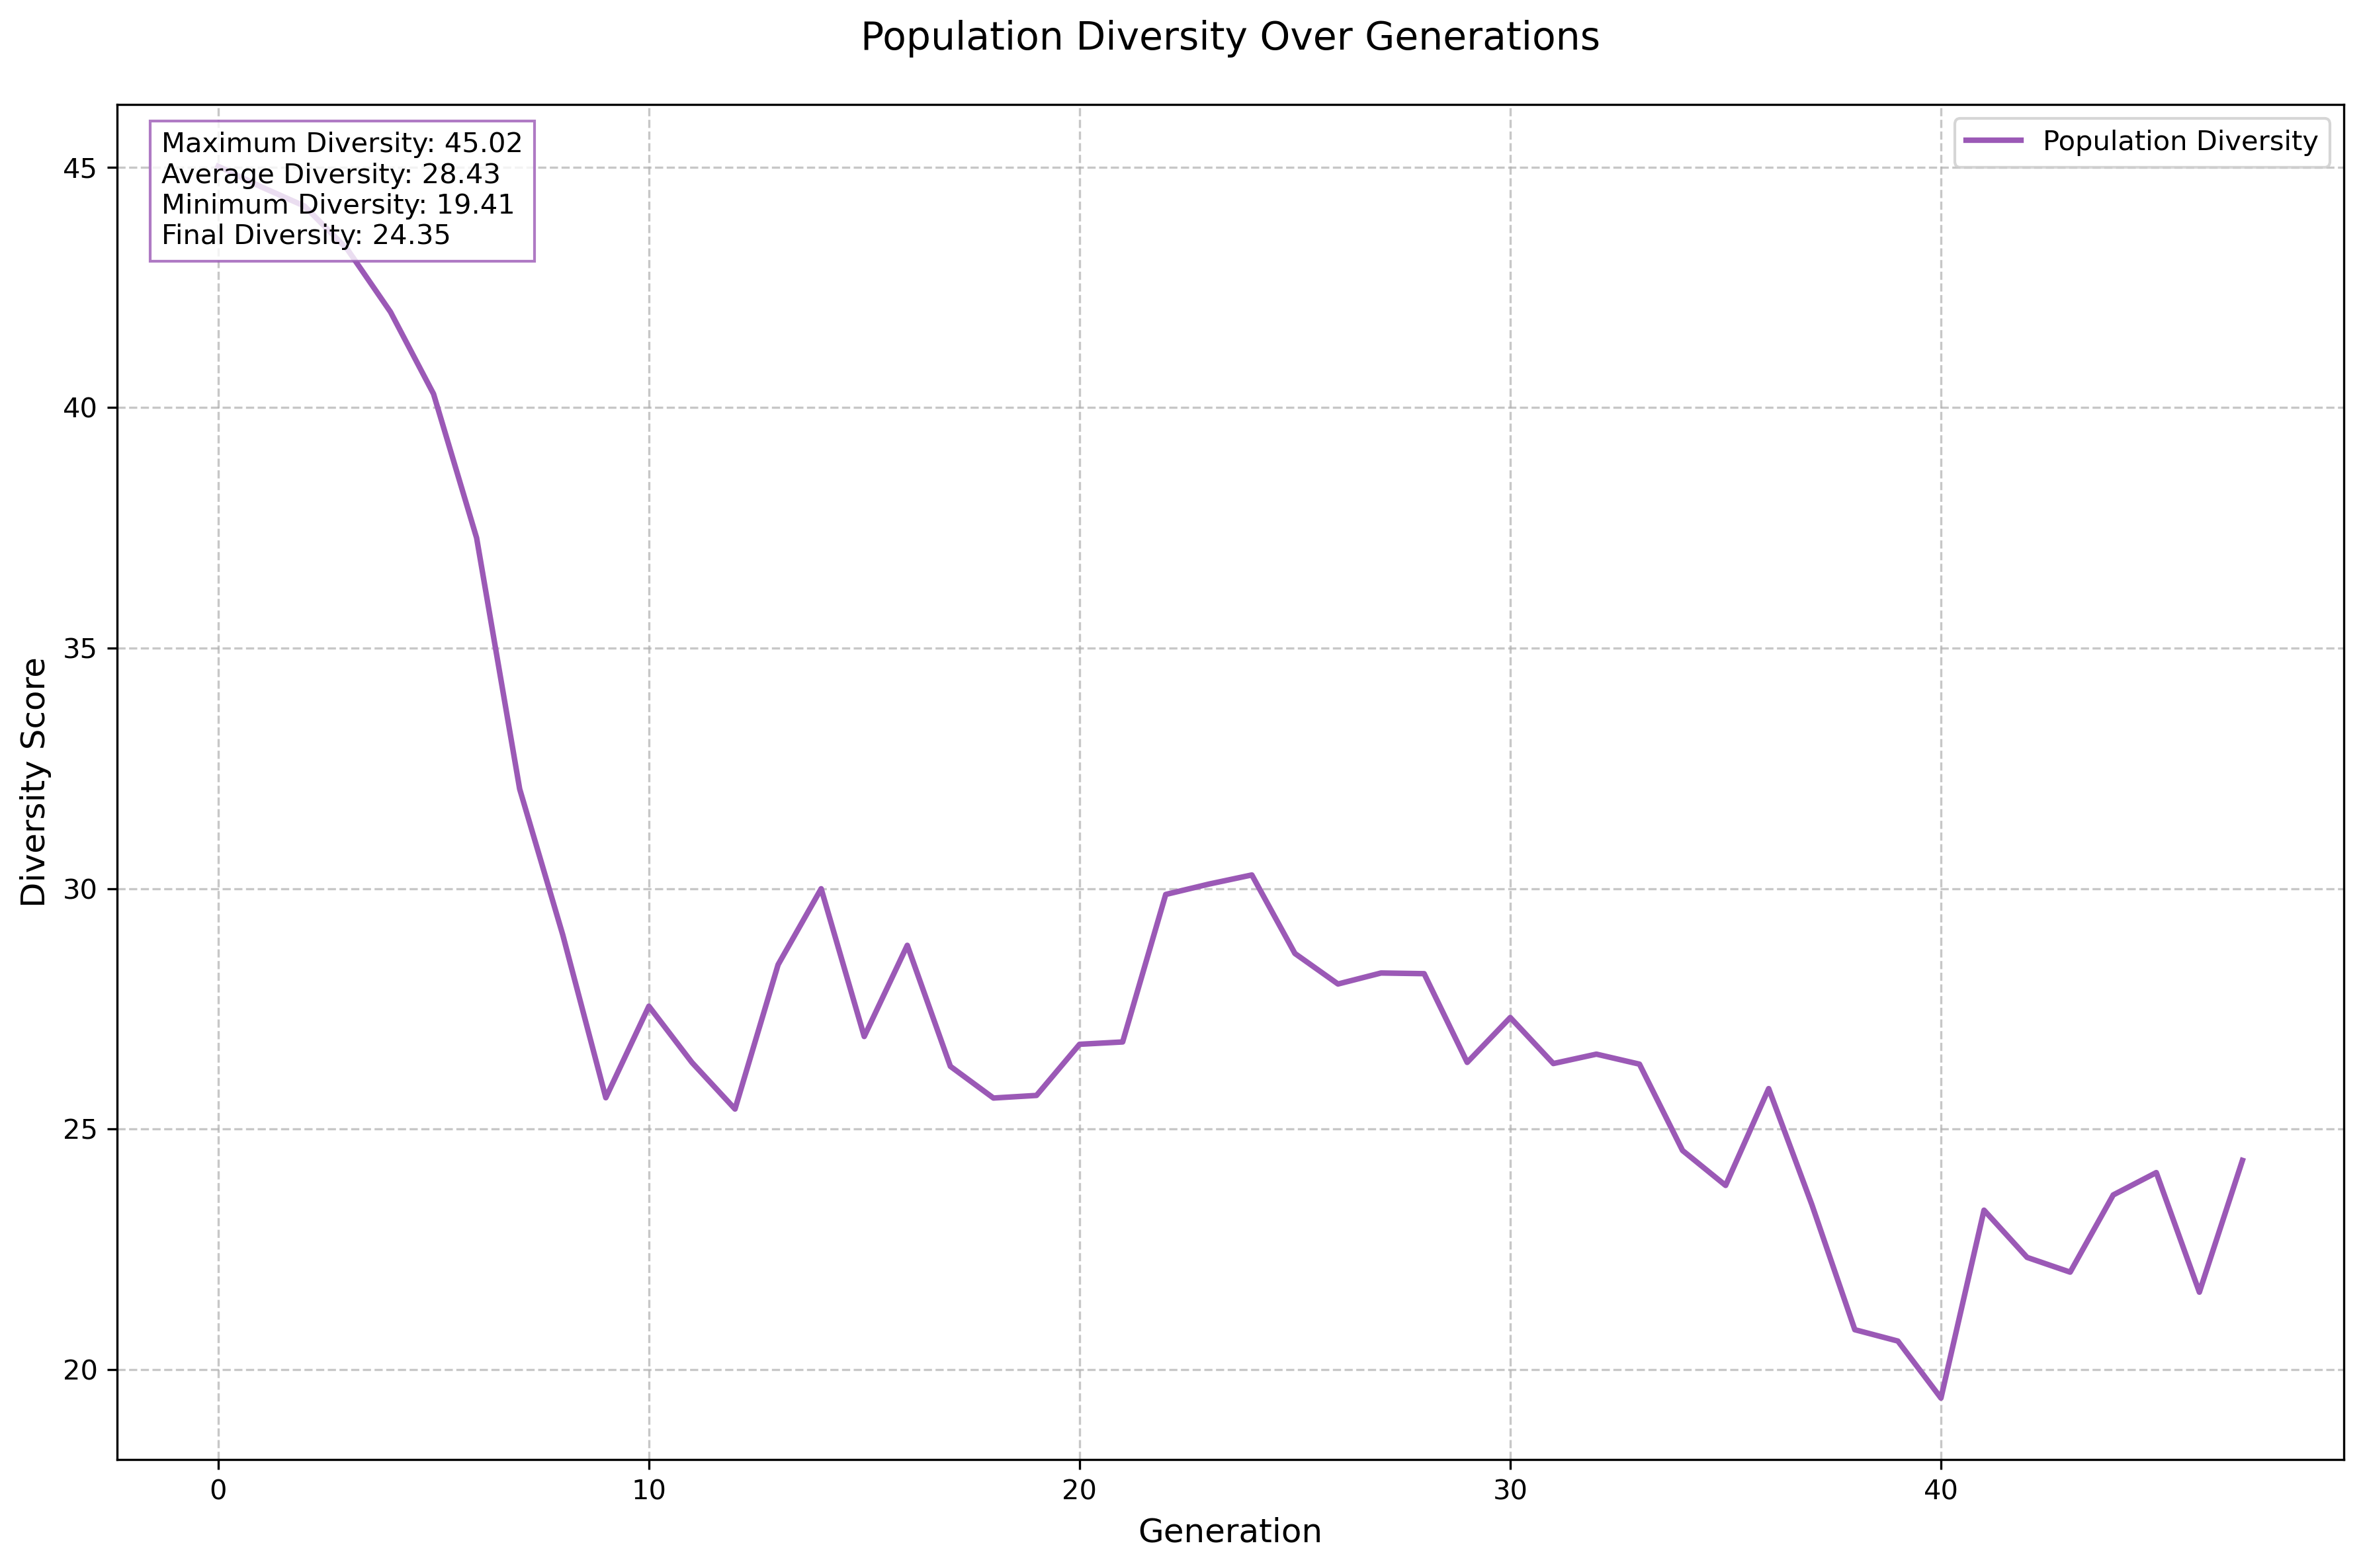 Population Diversity Over Generations
Maximum Diversity: 45.02
Average Diversity: 28.43
Minimum Diversity: 19.41
Final Diversity: 24.35
Population Diversity
45
40
35
30
25
20
Diversity Score
0 10 20 30 40
Generation